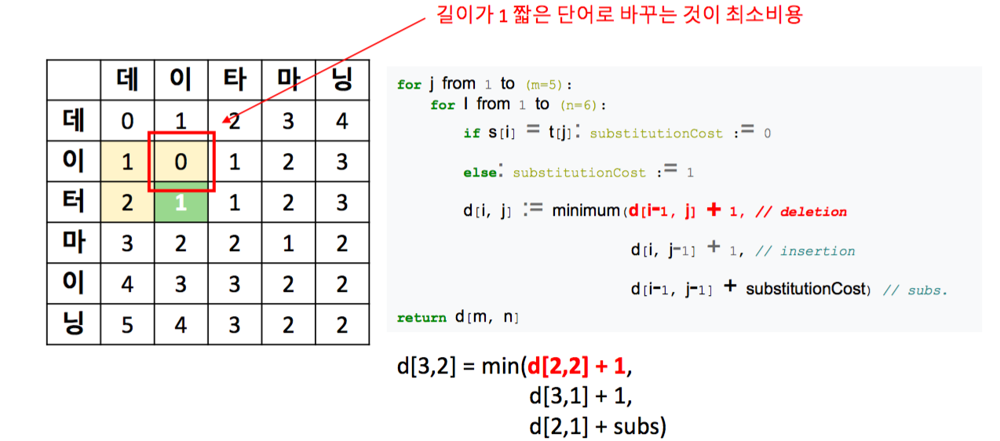 길이가 1 짧은 단어로 바꾸는 것이 최소비용
데 이 타 마 닝
데 0 1 2 3 4
이 1 0 1 2 3
터 2 1 1 2 3
마 3 2 2 1 2
이 4 3 3 2 2
닝 5 4 3 2 2
for j from 1 to (m=5):
for I from 1 to (n=6):
if s[i] = t[j]: substitutionCost := 0
else: substitutionCost := 1
d[i, j] := minimum(d[i-1, j] + 1, // deletion
d[i, j-1] + 1, // insertion
d[i-1, j-1] + substitutionCost) // subs.
return d[m, n]
d[3,2] = min(d[2,2] + 1,
d[3,1] + 1,
d[2,1] + subs)